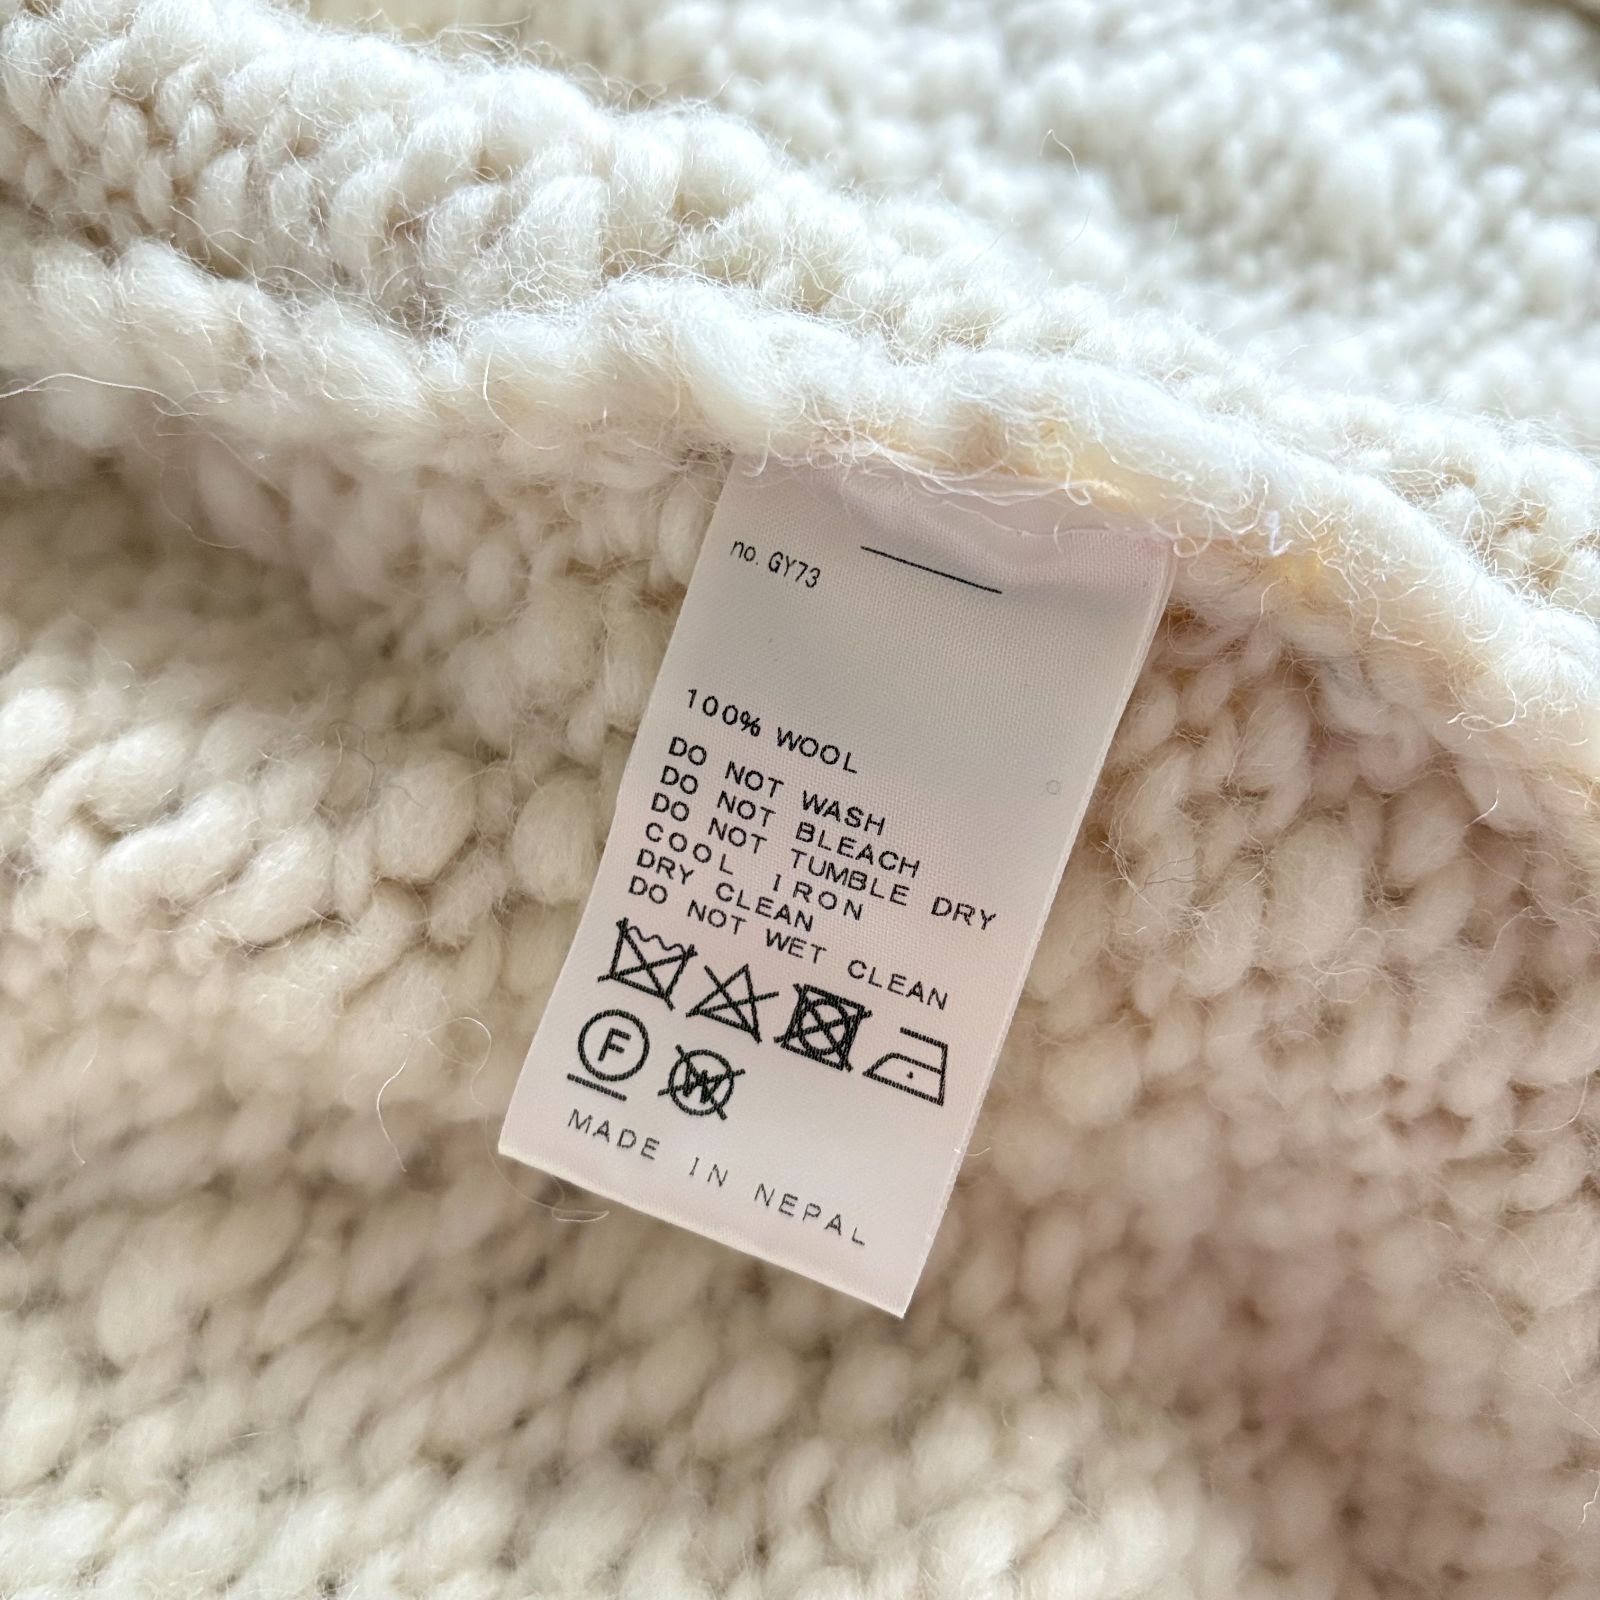 no. GY73
100% WOOL
DO NOT WASH
DO NOT BLEACH
DO NOT TUMBLE DRY
COOL IRON
DRY CLEAN
DO NOT WET CLEAN
F W
MADE IN NEPAL